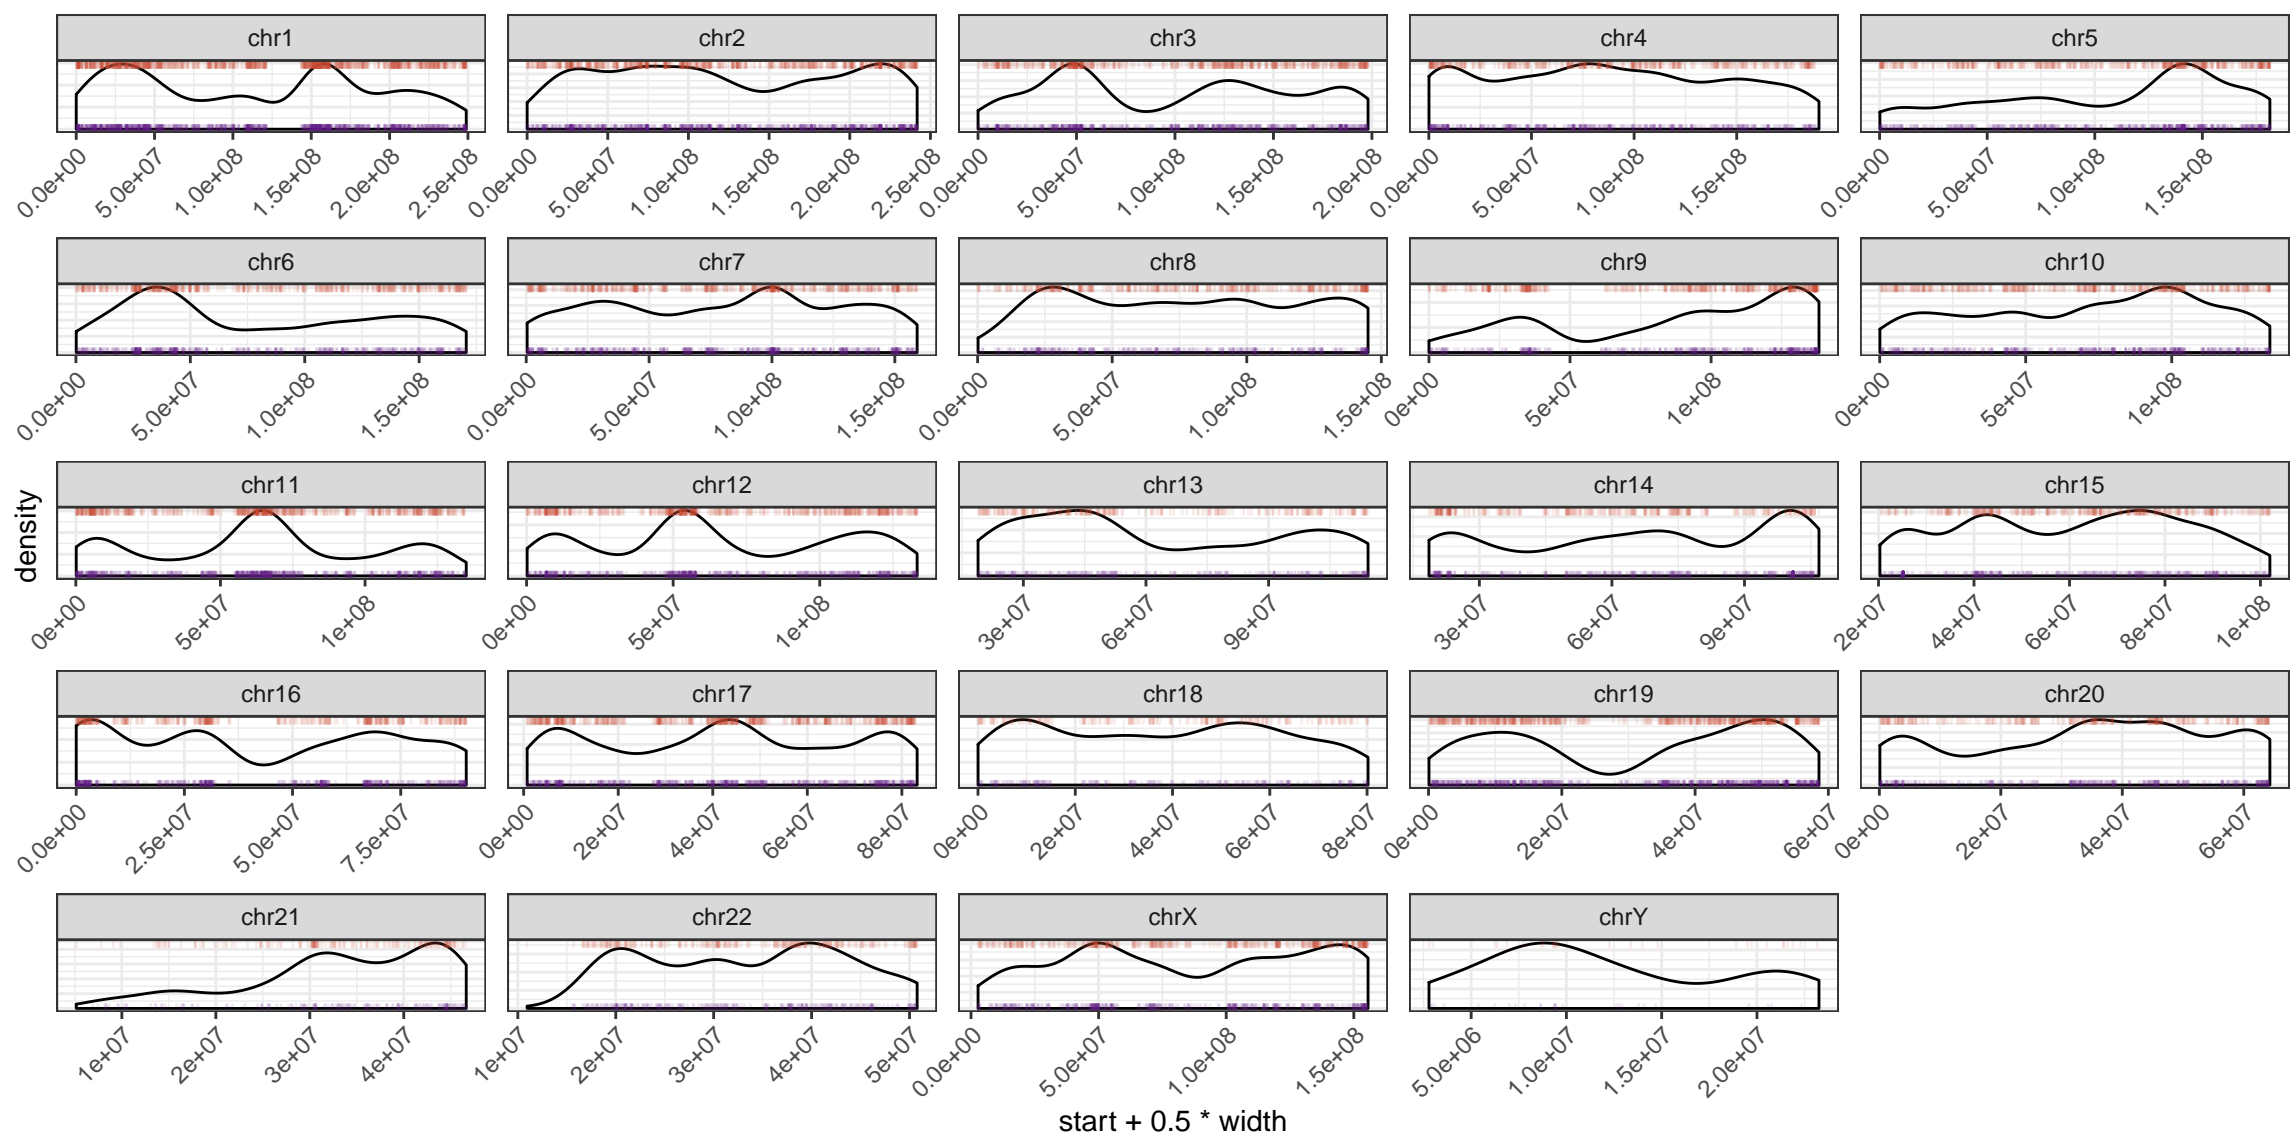 chr1 chr2 chr3 chr4 chr5
0.0e+00 5.0e+07 1.0e+08 1.5e+08 2.0e+08 2.5e+08 0.0e+00 5.0e+07 1.0e+08 1.5e+08 2.0e+08 2.5e+08 0.0e+00 5.0e+07 1.0e+08 1.5e+08 2.0e+08 0.0e+00 5.0e+07 1.0e+08 1.5e+08 0.0e+00 5.0e+07 1.0e+08 1.5e+08
chr6 chr7 chr8 chr9 chr10
0.0e+00 5.0e+07 1.0e+08 1.5e+08 0.0e+00 5.0e+07 1.0e+08 1.5e+08 0.0e+00 5.0e+07 1.0e+08 1.5e+08 0e+00 5e+07 1e+08 0e+00 5e+07 1e+08
density
chr11 chr12 chr13 chr14 chr15
0e+00 5e+07 1e+08 0e+00 5e+07 1e+08 3e+07 6e+07 9e+07 3e+07 6e+07 9e+07 2e+07 4e+07 6e+07 8e+07 1e+08
chr16 chr17 chr18 chr19 chr20
0.0e+00 2.5e+07 5.0e+07 7.5e+07 0e+00 2e+07 4e+07 6e+07 8e+07 0e+00 2e+07 4e+07 6e+07 8e+07 0e+00 2e+07 4e+07 6e+07 0e+00 2e+07 4e+07 6e+07
chr21 chr22 chrX chrY
1e+07 2e+07 3e+07 4e+07 1e+07 2e+07 3e+07 4e+07 5e+07 0.0e+00 5.0e+07 1.0e+08 1.5e+08 5.0e+06 1.0e+07 1.5e+07 2.0e+07
start + 0.5 * width